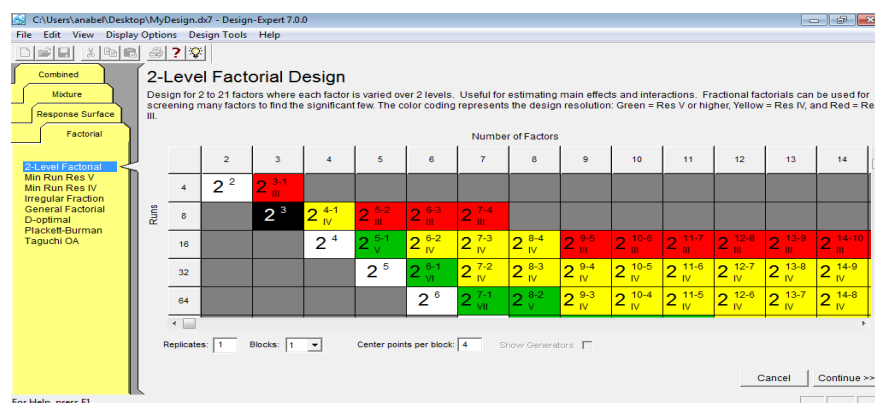 C:\Users\anabel\Desktop\MyDesign.dx7 - Design-Expert 7.0.0
File Edit View Display Options Design Tools Help
Combined
Mixture
Response Surface
Factorial
2-Level Factorial
Min Run Res V
Min Run Res IV
Irregular Fraction
General Factorial
D-optimal
Plackett-Burman
Taguchi OA
2-Level Factorial Design
Design for 2 to 21 factors where each factor is varied over 2 levels. Useful for estimating main effects and interactions. Fractional factorials can be used for
screening many factors to find the significant few. The color coding represents the design resolution: Green = Res V or higher, Yellow = Res IV, and Red = Re
III.
Number of Factors
2 3 4 5 6 7 8 9 10 11 12 13 14
Runs
4 2 2 2 3-1 III
8 2 3 2 4-1 IV 2 5-2 III 2 6-3 III 2 7-4 III
16 2 4 2 5-1 V 2 6-2 IV 2 7-3 IV 2 8-4 IV 2 9-5 III 2 10-6 III 2 11-7 III 2 12-8 III 2 13-9 III 2 14-10 III
32 2 5 2 6-1 VI 2 7-2 IV 2 8-3 IV 2 9-4 IV 2 10-5 IV 2 11-6 IV 2 12-7 IV 2 13-8 IV 2 14-9 IV
64 2 6 2 7-1 VII 2 8-2 V 2 9-3 IV 2 10-4 IV 2 11-5 IV 2 12-6 IV 2 13-7 IV 2 14-8 IV
Replicates: 1 Blocks: 1 Center points per block: 4 Show Generators
Cancel Continue >>
For Help, press F1